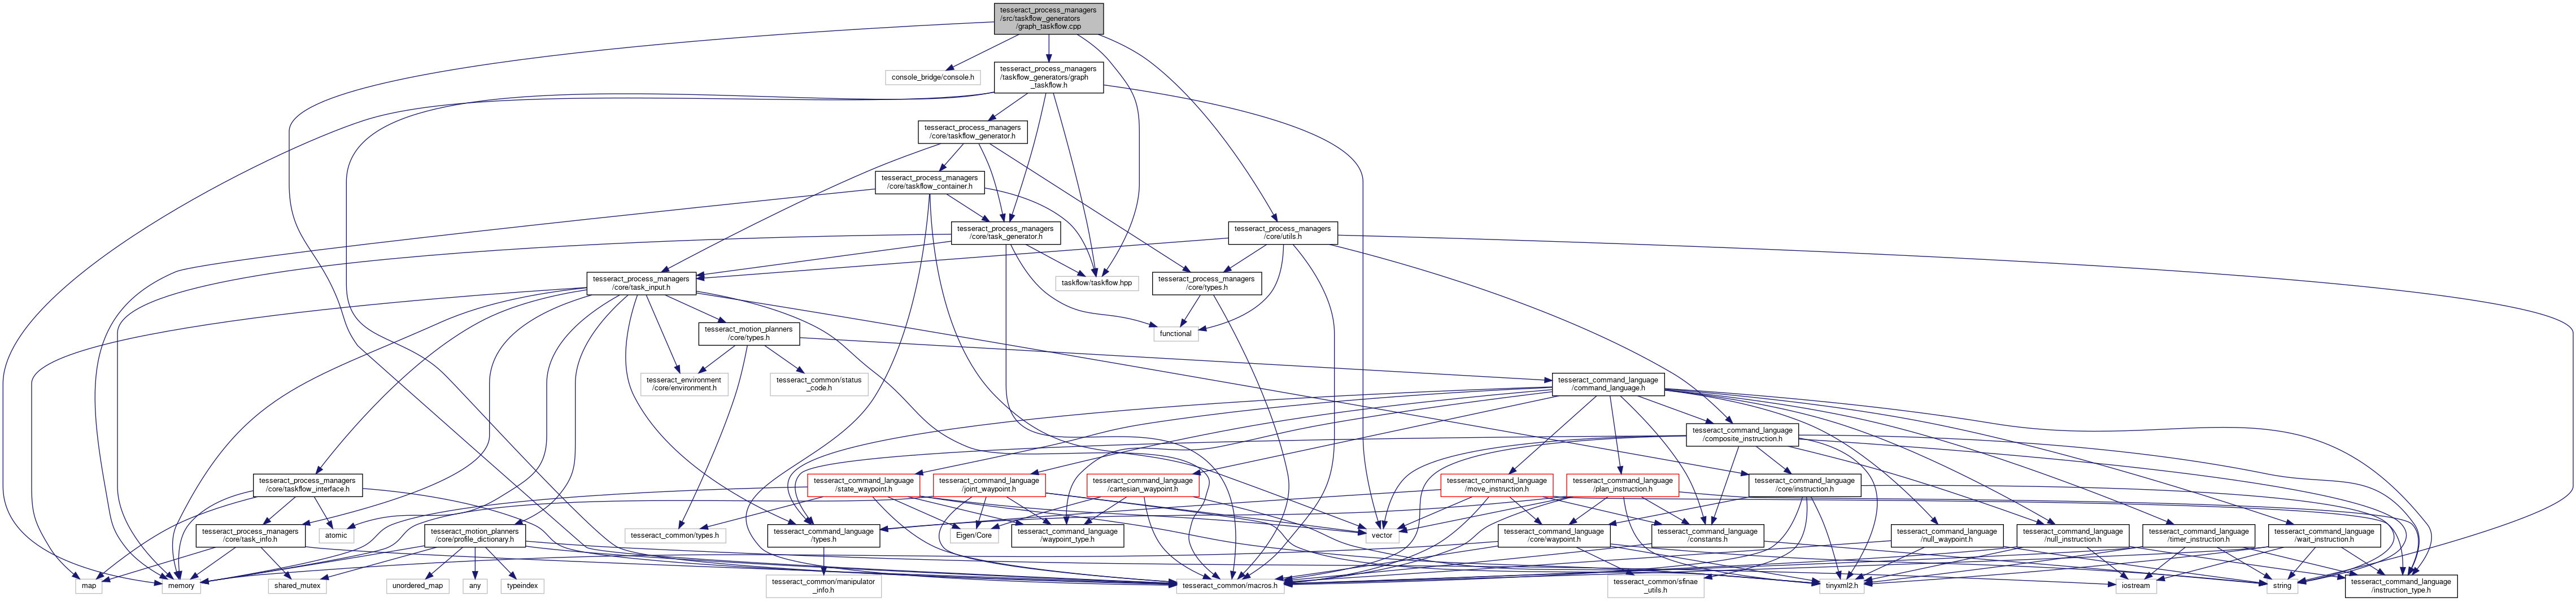 tesseract_process_managers
/src/taskflow_generators
/graph_taskflow.cpp
console_bridge/console.h
tesseract_process_managers
/taskflow_generators/graph
_taskflow.h
tesseract_process_managers
/core/taskflow_generator.h
tesseract_process_managers
/core/taskflow_container.h
tesseract_process_managers
/core/task_generator.h
tesseract_process_managers
/core/utils.h
tesseract_process_managers
/core/task_input.h
taskflow/taskflow.hpp
tesseract_process_managers
/core/types.h
tesseract_motion_planners
/core/types.h
functional
tesseract_environment
/core/environment.h
tesseract_common/status
_code.h
tesseract_command_language
/command_language.h
tesseract_command_language
/composite_instruction.h
tesseract_process_managers
/core/taskflow_interface.h
tesseract_command_language
/state_waypoint.h
tesseract_command_language
/joint_waypoint.h
tesseract_command_language
/cartesian_waypoint.h
tesseract_command_language
/move_instruction.h
tesseract_command_language
/plan_instruction.h
tesseract_command_language
/core/instruction.h
tesseract_process_managers
/core/task_info.h
atomic
tesseract_motion_planners
/core/profile_dictionary.h
tesseract_common/types.h
tesseract_command_language
/types.h
Eigen/Core
tesseract_command_language
/waypoint_type.h
vector
tesseract_command_language
/core/waypoint.h
tesseract_command_language
/constants.h
tesseract_command_language
/null_waypoint.h
tesseract_command_language
/null_instruction.h
tesseract_command_language
/timer_instruction.h
tesseract_command_language
/wait_instruction.h
map
memory
shared_mutex
unordered_map
any
typeindex
tesseract_common/manipulator
_info.h
tesseract_common/macros.h
tesseract_common/sfinae
_utils.h
tinyxml2.h
iostream
string
tesseract_command_language
/instruction_type.h